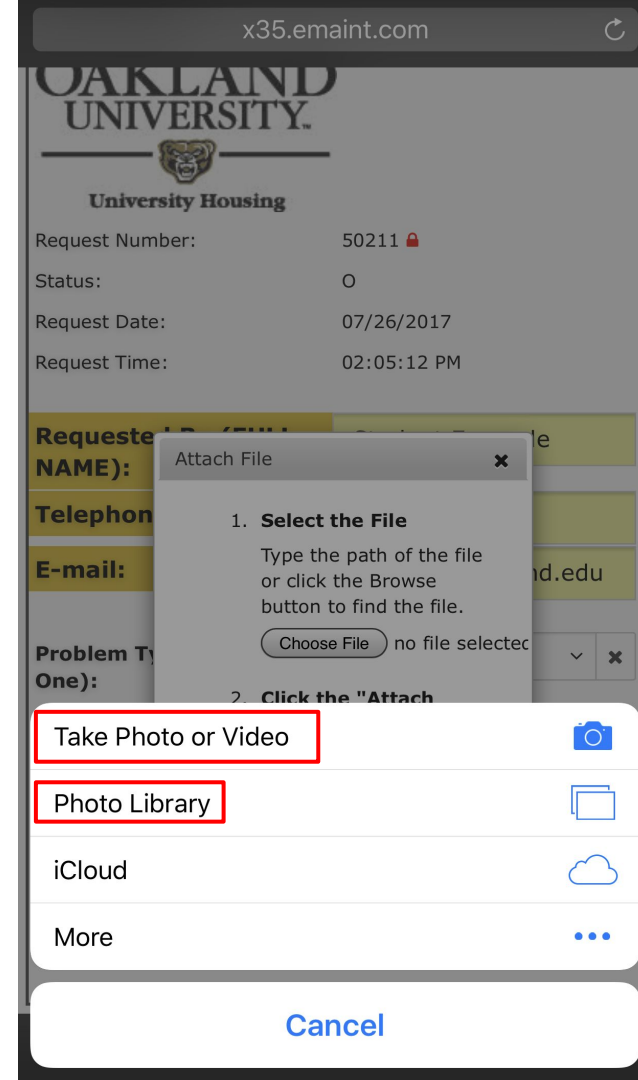 x35.emaint.com
OAKLAND
UNIVERSITY™
University Housing
Request Number: 50211
Status: O
Request Date: 07/26/2017
Request Time: 02:05:12 PM
Requested
NAME):
Attach File
Telephon
1. Select the File
Type the path of the file
or click the Browse
button to find the file.
E-mail: nd.edu
Choose File no file selected
Problem Ty
One):
2. Click the "Attach
Take Photo or Video
Photo Library
iCloud
More
Cancel